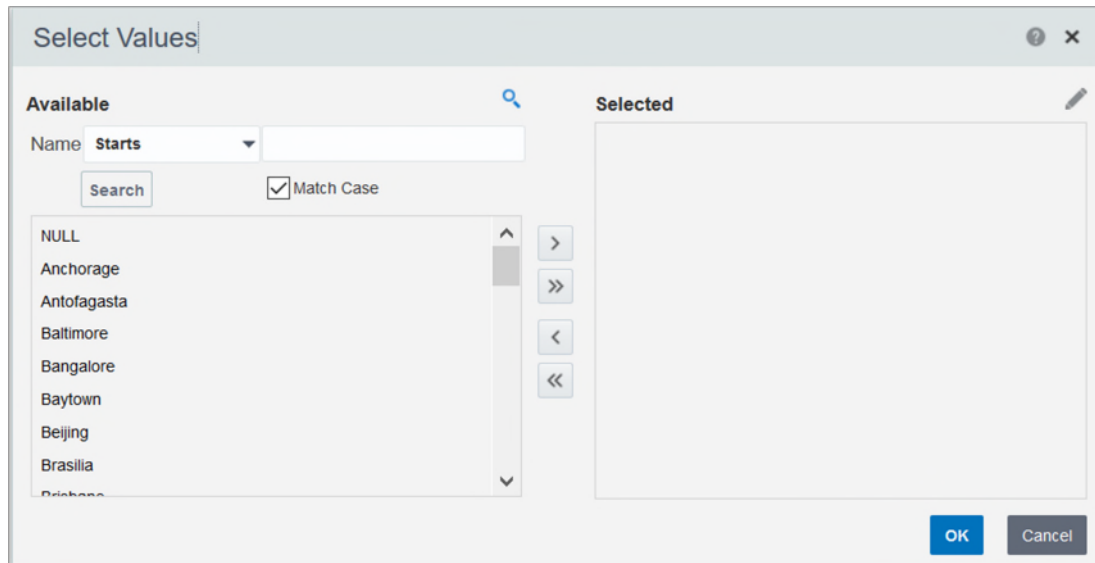 Select Values
Available
Selected
Name Starts
Search
Match Case
NULL
Anchorage
Antofagasta
Baltimore
Bangalore
Baytown
Beijing
Brasilia
Brisbane
OK
Cancel